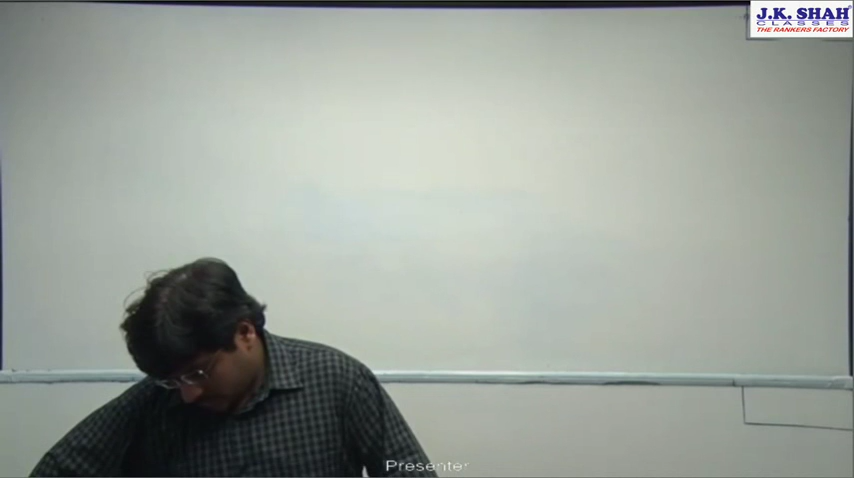 J.K. SHAH®
CLASSES
THE RANKERS FACTORY
Presenter